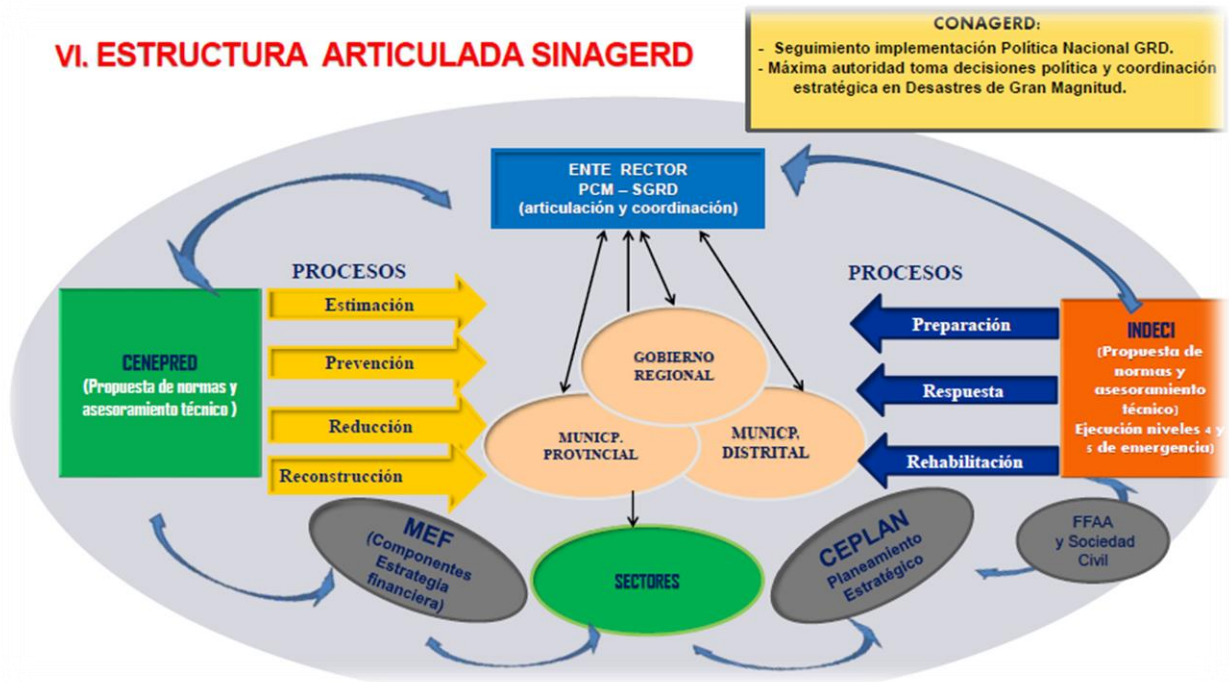 VI. ESTRUCTURA ARTICULADA SINAGERD
CONAGERD:
- Seguimiento implementación Política Nacional GRD.
- Máxima autoridad toma decisiones política y coordinación
estratégica en Desastres de Gran Magnitud.
ENTE RECTOR
PCM – SGRD
(articulación y coordinación)
PROCESOS
Estimación
Prevención
Reducción
Reconstrucción
CENEPRED
(Propuesta de normas y
asesoramiento técnico )
GOBIERNO
REGIONAL
MUNICP.
PROVINCIAL
MUNICP.
DISTRITAL
PROCESOS
Preparación
Respuesta
Rehabilitación
INDECI
(Propuesta de
normas y
asesoramiento
técnico)
Ejecución niveles 4 y
5 de emergencia)
MEF
(Componentes
Estrategia
financiera)
SECTORES
CEPLAN
Planeamiento
Estratégico
FFAA
y Sociedad
Civil